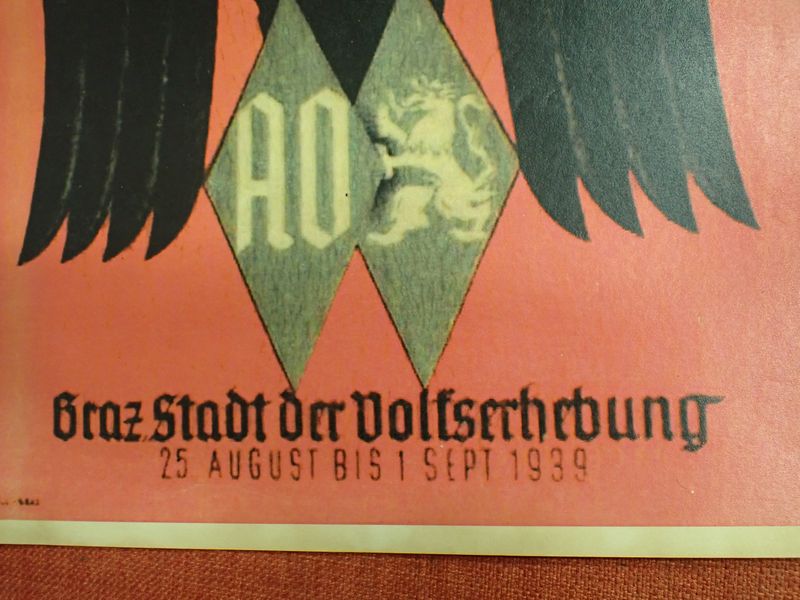 AO
Graz Stadt der Volkserhebung
25 AUGUST BIS 1 SEPT 1939